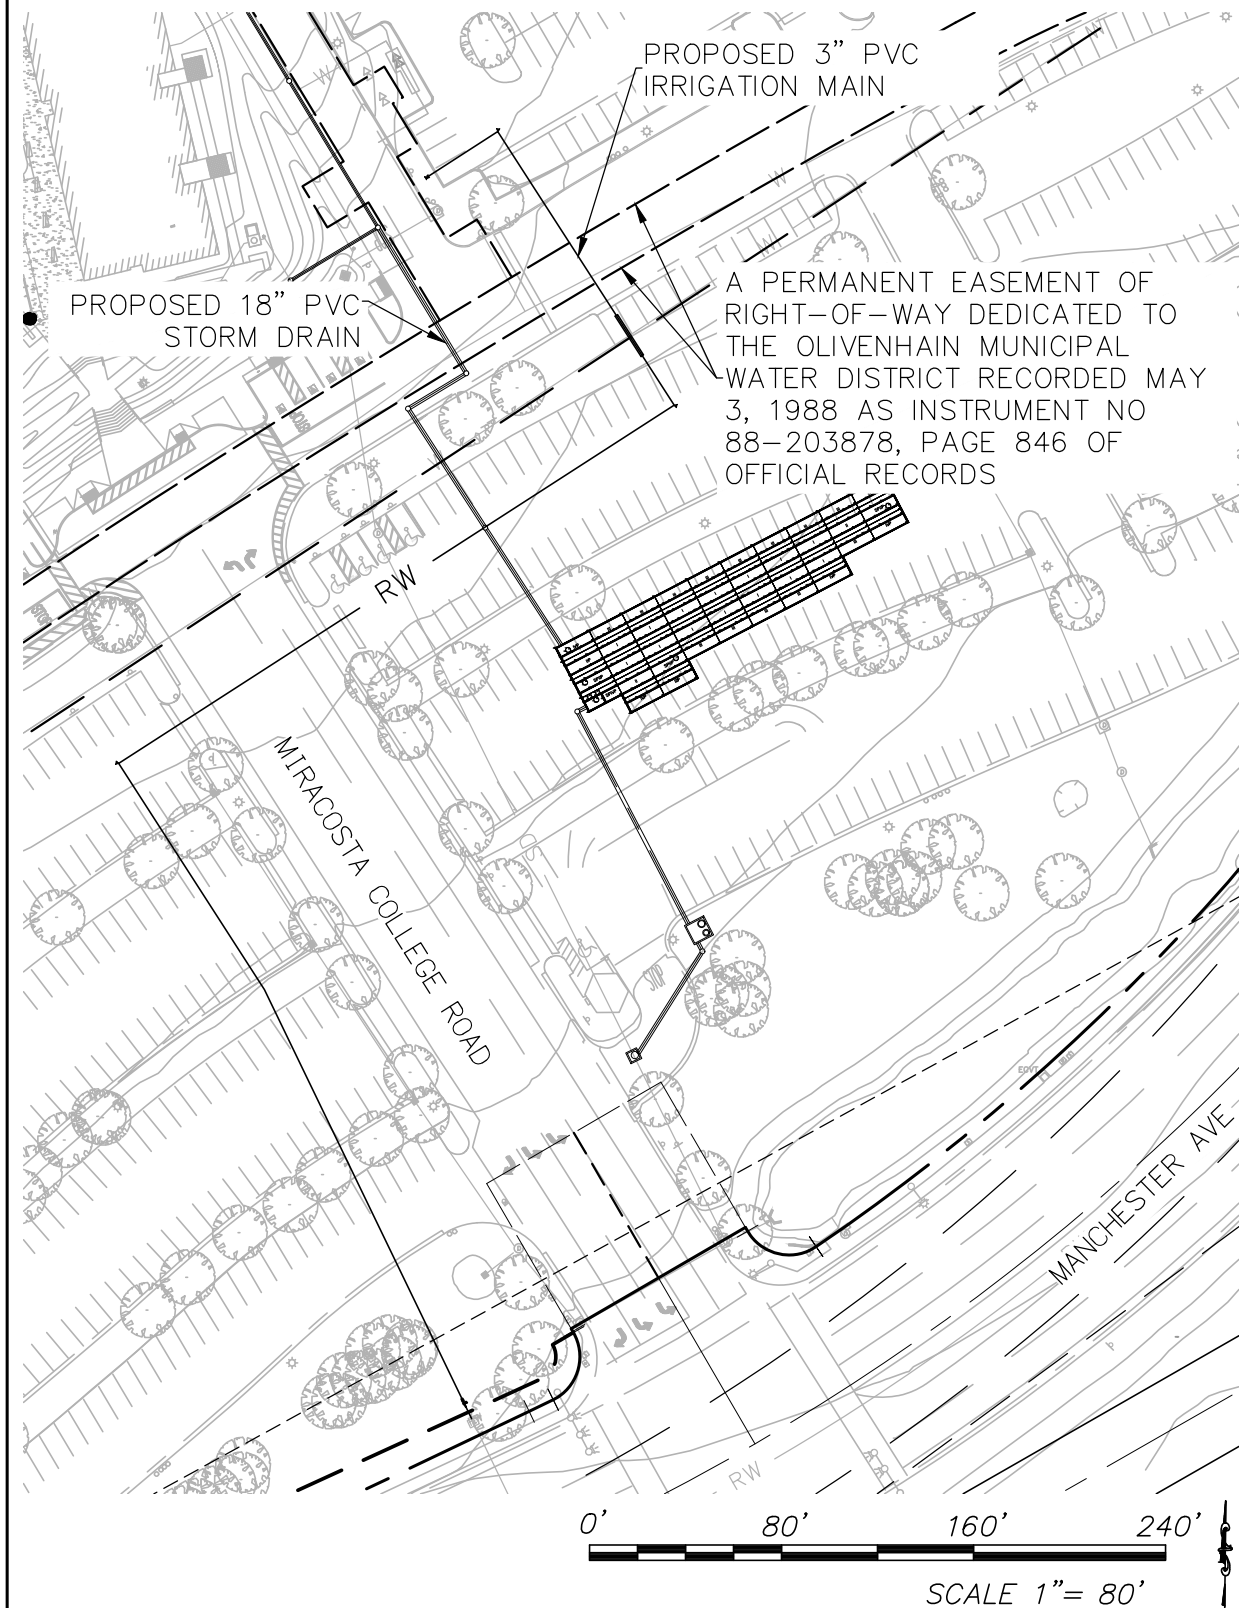 PROPOSED 3” PVC
IRRIGATION MAIN
PROPOSED 18” PVC
STORM DRAIN
A PERMANENT EASEMENT OF
RIGHT-OF-WAY DEDICATED TO
THE OLIVENHAIN MUNICIPAL
WATER DISTRICT RECORDED MAY
3, 1988 AS INSTRUMENT NO
88-203878, PAGE 846 OF
OFFICIAL RECORDS
W
W
W
RW
MIRACOSTA COLLEGE ROAD
STOP
MANCHESTER AVE
RW
0’ 80’ 160’ 240’
SCALE 1”= 80’